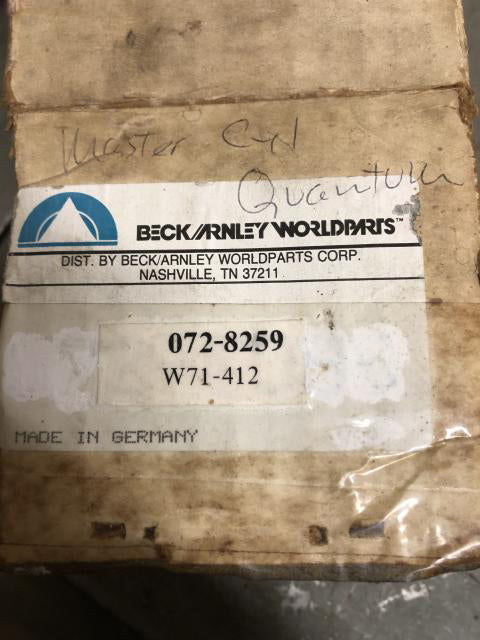 Master Cyl
Quantum
BECK/ARNLEY WORLDPARTS™
DIST. BY BECK/ARNLEY WORLDPARTS CORP.
NASHVILLE, TN 37211
072-8259
W71-412
MADE IN GERMANY